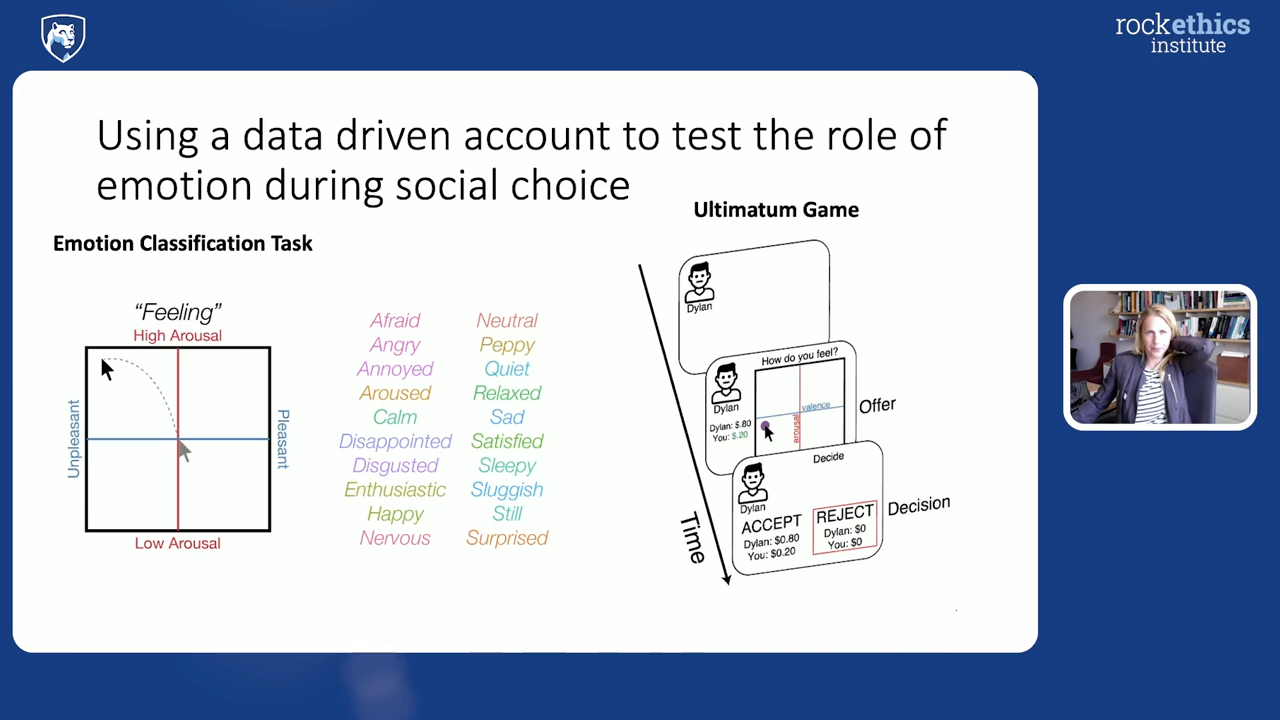 rockethics
institute
Using a data driven account to test the role of
emotion during social choice
Emotion Classification Task
“Feeling”
High Arousal
Unpleasant
Pleasant
Low Arousal
Afraid
Angry
Annoyed
Aroused
Calm
Disappointed
Disgusted
Enthusiastic
Happy
Nervous
Neutral
Peppy
Quiet
Relaxed
Sad
Satisfied
Sleepy
Sluggish
Still
Surprised
Ultimatum Game
Dylan
How do you feel?
Dylan
Dylan: $.80
You: $.20
valence
arousal
Offer
Decide
Dylan
ACCEPT
Dylan: $0.80
You: $0.20
REJECT
Dylan: $0
You: $0
Decision
Time